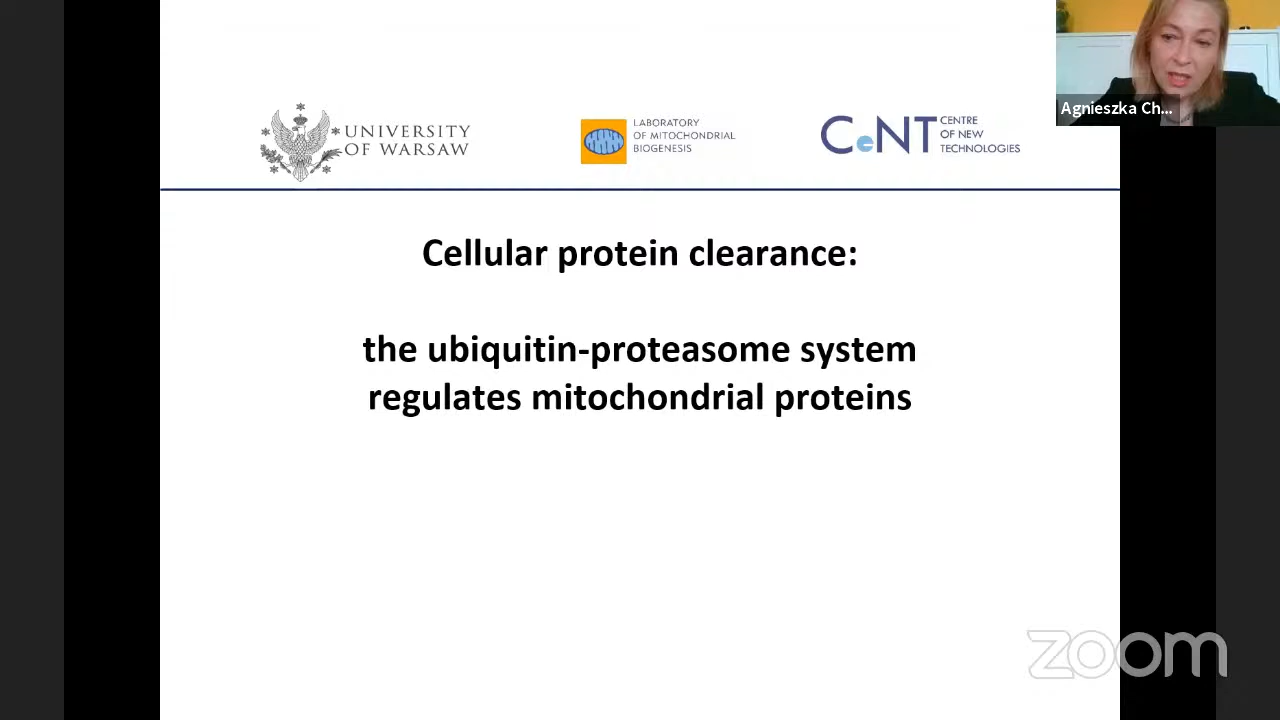 Agnieszka Ch...
UNIVERSITY
OF WARSAW
LABORATORY
OF MITOCHONDRIAL
BIOGENESIS
CeNT
CENTRE
OF NEW
TECHNOLOGIES
Cellular protein clearance:
the ubiquitin-proteasome system
regulates mitochondrial proteins
zoom